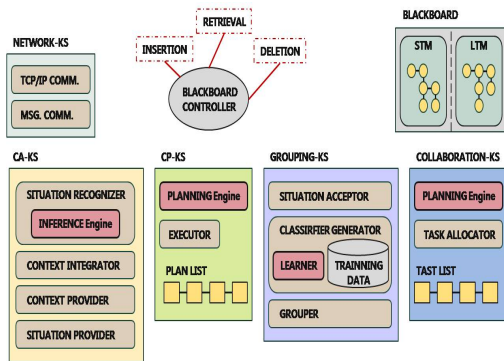 NETWORK-KS
TCP/IP COMM.
MSG. COMM.
RETRIEVAL
INSERTION
DELETION
BLACKBOARD
CONTROLLER
BLACKBOARD
STM
LTM
CA-KS
SITUATION RECOGNIZER
INFERENCE Engine
CONTEXT INTEGRATOR
CONTEXT PROVIDER
SITUATION PROVIDER
CP-KS
PLANNING Engine
EXECUTOR
PLAN LIST
GROUPING-KS
SITUATION ACCEPTOR
CLASSIRFIER GENERATOR
LEARNER
TRAINNING
DATA
GROUPER
COLLABORATION-KS
PLANNING Engine
TASK ALLOCATOR
TAST LIST